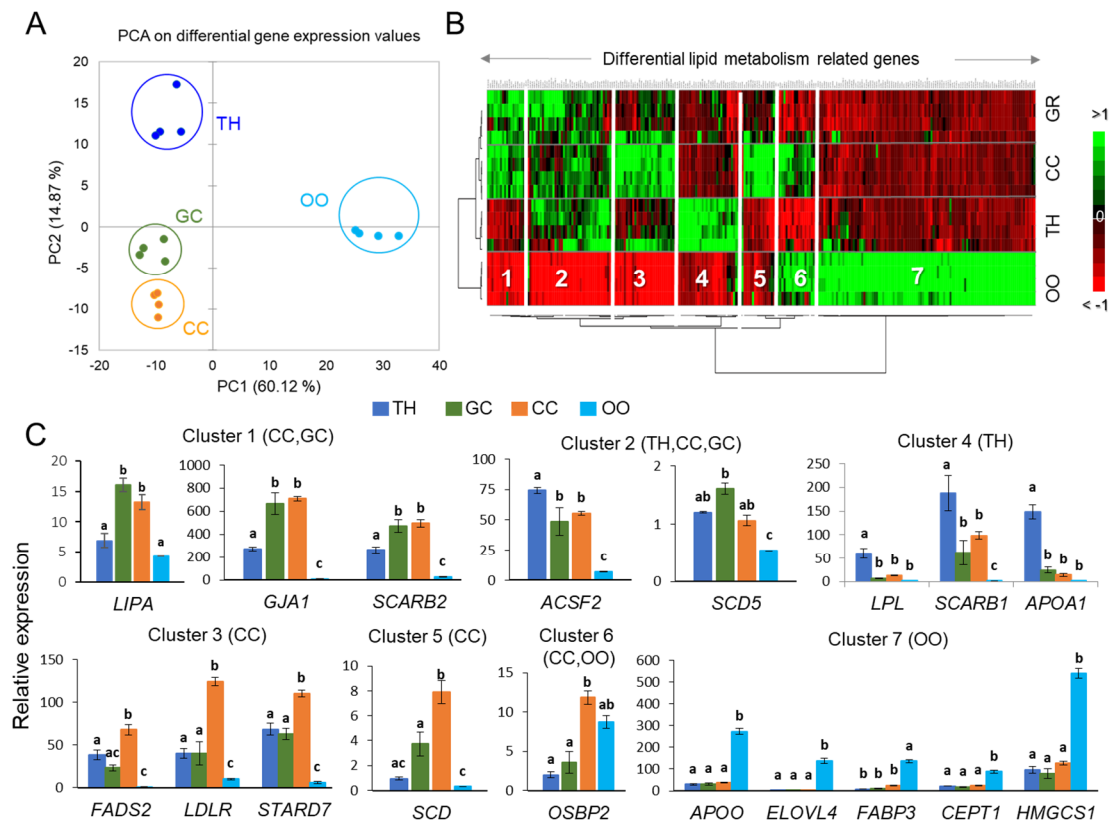 A
PCA on differential gene expression values
20
15
10
5
0
-5
-10
-15
-20
-10
0
10
20
30
40
PC2 (14.87 %)
PC1 (60.12 %)
TH
GC
CC
OO
B
Differential lipid metabolism related genes
GR
CC
TH
OO
1 2 3 4 5 6 7
>1
0
< -1
TH GC CC OO
C
Relative expression
Cluster 1 (CC,GC)
20
15
10
5
0
a b b a
LIPA
1000
800
600
400
200
0
a b b c
GJA1
a b b c
SCARB2
Cluster 2 (TH,CC,GC)
100
75
50
25
0
a b b c
ACSF2
2
1
0
ab b a c
SCD5
Cluster 4 (TH)
250
200
150
100
50
0
a b b b
LPL
a b b c
SCARB1
a b b b
APOA1
Cluster 3 (CC)
150
100
50
0
a ac b c
FADS2
a a b c
LDLR
a a b c
STARD7
Cluster 5 (CC)
10
8
6
4
2
0
ac a b c
SCD
Cluster 6
(CC,OO)
15
10
5
0
a a b ab
OSBP2
Cluster 7 (OO)
600
500
400
300
200
100
0
a a a b
APOO
a a a b
ELOVL4
b b b a
FABP3
a a a b
CEPT1
a a a b
HMGCS1